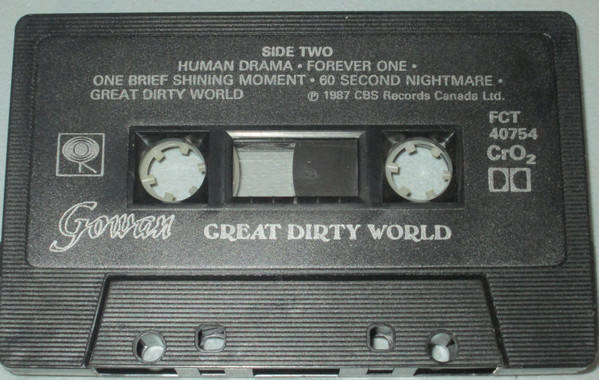 SIDE TWO
HUMAN DRAMA • FOREVER ONE •
ONE BRIEF SHINING MOMENT • 60 SECOND NIGHTMARE •
GREAT DIRTY WORLD ℗ 1987 CBS Records Canada Ltd.
FCT
40754
CrO₂
Gowan GREAT DIRTY WORLD